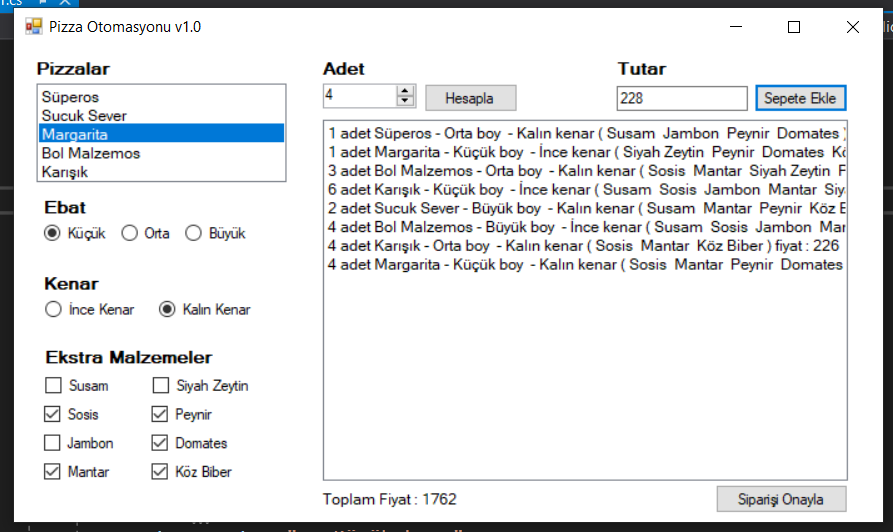 r.cs
Pizza Otomasyonu v1.0
Pizzalar
Süperos
Sucuk Sever
Margarita
Bol Malzemos
Karışık
Ebat
Küçük Orta Büyük
Kenar
İnce Kenar Kalın Kenar
Ekstra Malzemeler
Susam Siyah Zeytin
Sosis Peynir
Jambon Domates
Mantar Köz Biber
Adet
4 Hesapla
Tutar
228 Sepete Ekle
1 adet Süperos - Orta boy - Kalın kenar ( Susam Jambon Peynir Domates )
1 adet Margarita - Küçük boy - İnce kenar ( Siyah Zeytin Peynir Domates
3 adet Bol Malzemos - Orta boy - Kalın kenar ( Sosis Mantar Siyah Zeytin
6 adet Karışık - Küçük boy - İnce kenar ( Susam Sosis Jambon Mantar
2 adet Sucuk Sever - Büyük boy - Kalın kenar ( Susam Mantar Peynir Köz
4 adet Bol Malzemos - Büyük boy - İnce kenar ( Susam Sosis Jambon
4 adet Karışık - Orta boy - Kalın kenar ( Sosis Mantar Köz Biber ) fiyat : 226
4 adet Margarita - Küçük boy - Kalın kenar ( Sosis Mantar Peynir Domates
Toplam Fiyat : 1762 Siparişi Onayla